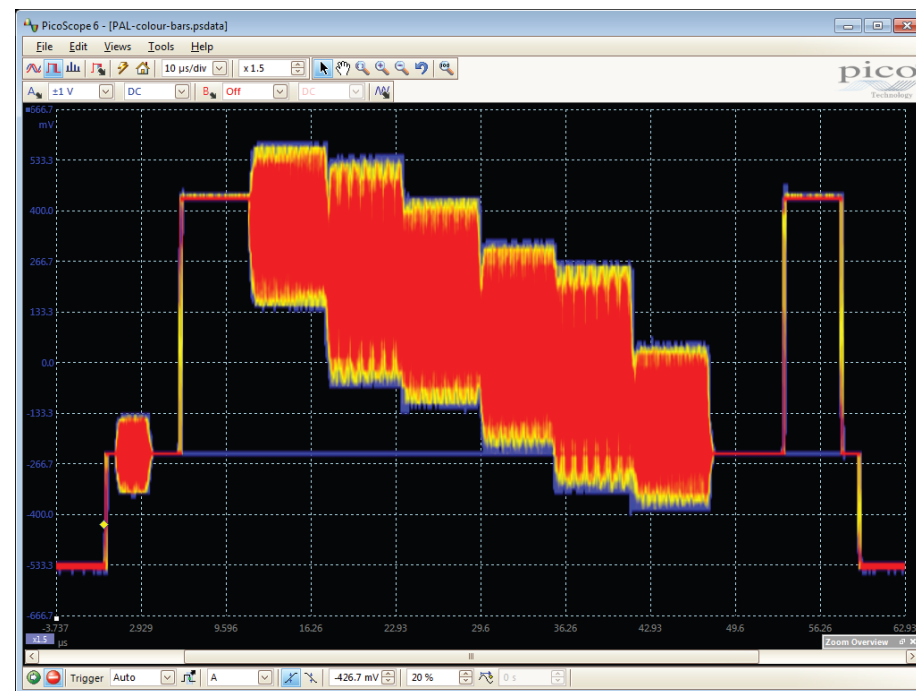 PicoScope 6 - [PAL-colour-bars.psdata]
File Edit Views Tools Help
10 µs/div x 1.5
pico
Technology
A ±1 V DC B Off DC
566.7
mV
533.3
400.0
266.7
133.3
0.0
-133.3
-266.7
-400.0
-533.3
-666.7
-3.737 2.929 9.596 16.26 22.93 29.6 36.26 42.93 49.6 56.26 62.93
x1.5 µs
Zoom Overview
Trigger Auto A -426.7 mV 20 % 0 s